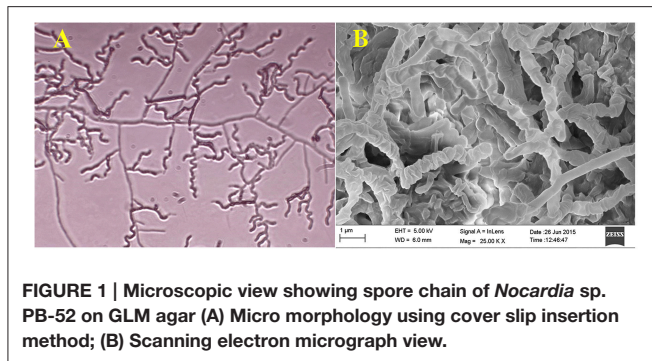 A
B
1 µm
EHT = 5.00 kV
Signal A = InLens
Date :26 Jun 2015
WD = 6.0 mm
Mag = 25.00 K X
Time :12:46:47
ZEISS
FIGURE 1 | Microscopic view showing spore chain of Nocardia sp.
PB-52 on GLM agar (A) Micro morphology using cover slip insertion
method; (B) Scanning electron micrograph view.